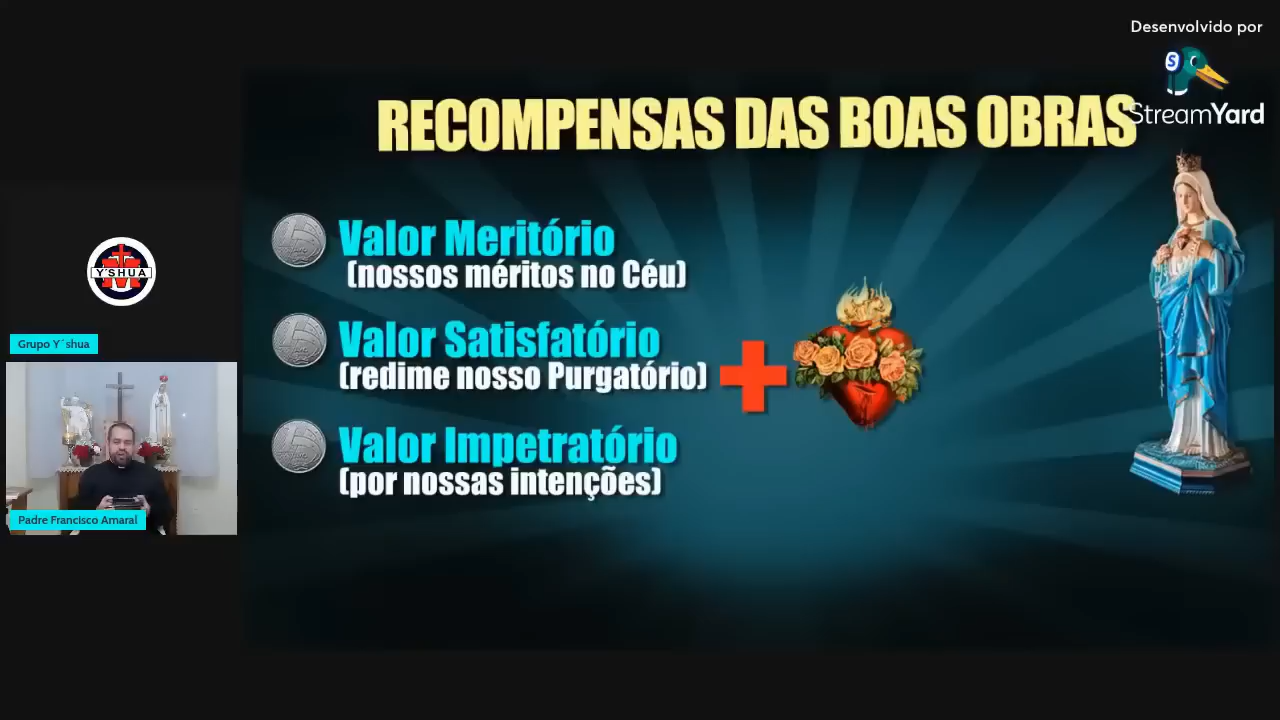 Desenvolvido por
StreamYard
RECOMPENSAS DAS BOAS OBRAS
Valor Meritório
(nossos méritos no Céu)
Valor Satisfatório
(redime nosso Purgatório)
Valor Impetratório
(por nossas intenções)
Y'SHUA
Grupo Y´shua
Padre Francisco Amaral